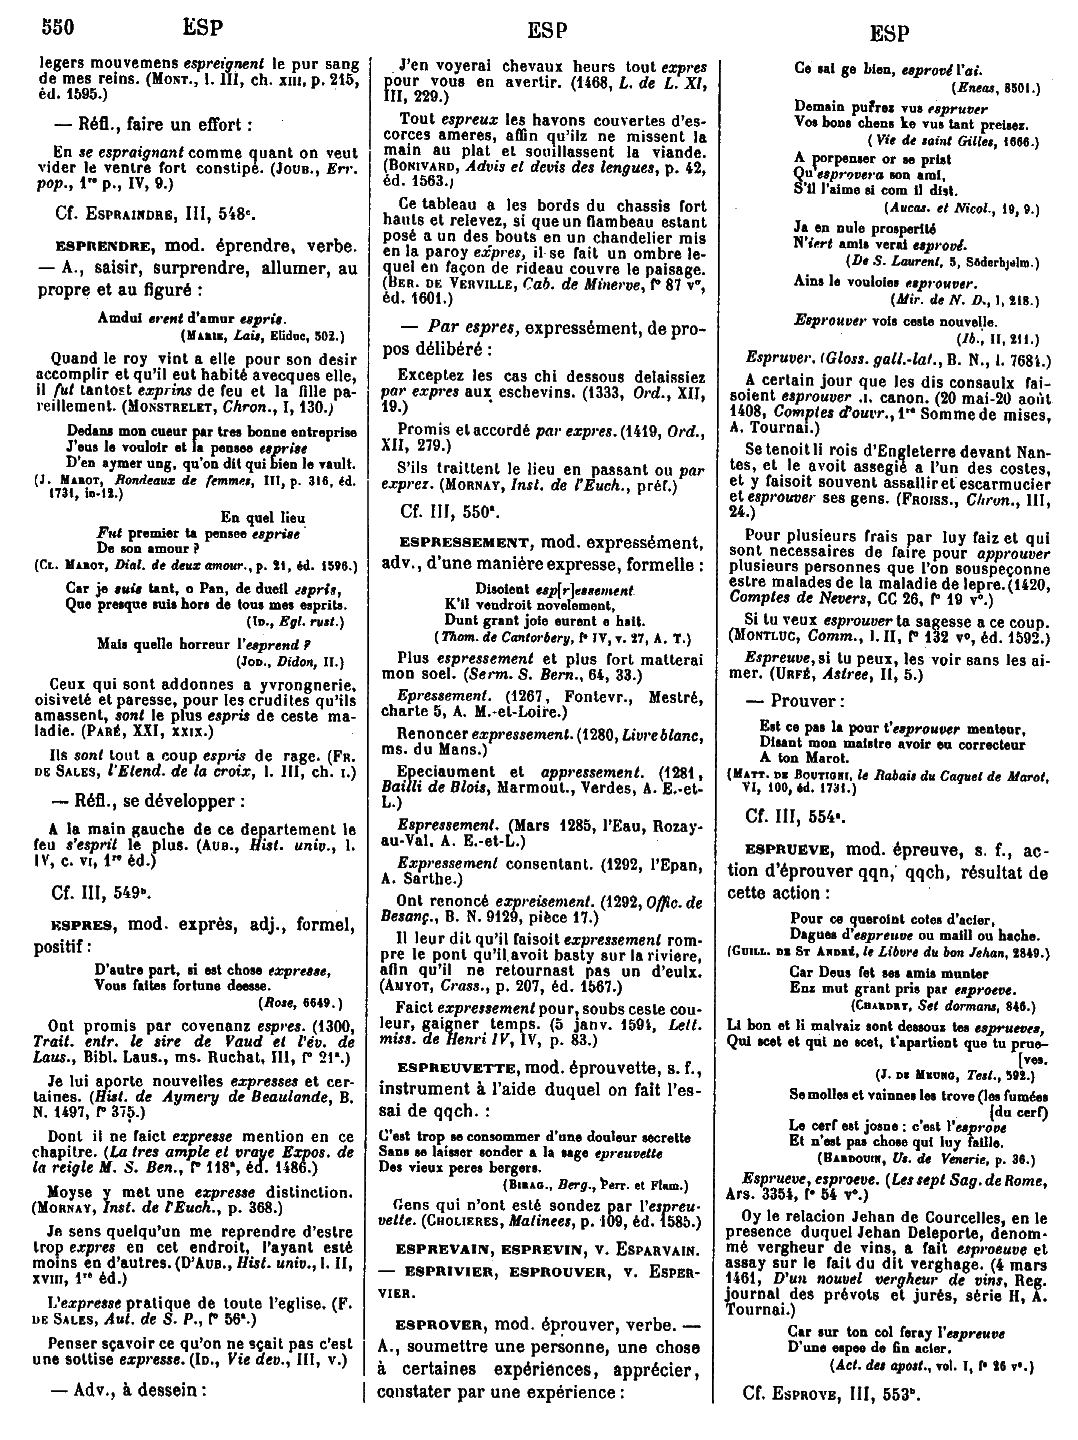 550 ESP ESP ESP
legers mouvemens espreignent le pur sang
de mes reins. (MONT., l. III, ch. XIII, p. 215,
éd. 1595.)
— Réfl., faire un effort :
En se espraignant comme quant on veut
vider le ventre fort constipé. (JOUB., Err.
pop., 1re p., IV, 9.)
Cf. ESPRAINDRE, III, 548c.
ESPRENDRE, mod. éprendre, verbe.
— A., saisir, surprendre, allumer, au
propre et au figuré :
Amdui erent d'amur espris.
(MARIE, Lais, Eliduc, 502.)
Quand le roy vint a elle pour son desir
accomplir et qu'il eut habité avecques elle,
il fut tantost exprins de feu et la fille pa-
reillement. (MONSTRELET, Chron., I, 130.)
Dedans mon cueur par tres bonne entreprise
J'eus le vouloir et la pensee esprise
D'en aymer ung, qu'on dit qui bien le vault.
(J. MAROT, Rondeaux de femmes, III, p. 316, éd.
1731, in-12.)
En quel lieu
Fut premier ta pensee esprise
De son amour ?
(CL. MAROT, Dial. de deux amour., p. 21, éd. 1596.)
Car je suis tant, o Pan, de dueil espris,
Que presque suis hors de tous mes esprits.
(ID., Egl. rust.)
Mais quelle horreur l'esprend ?
(JOD., Didon, II.)
Ceux qui sont addonnes a yvrongnerie,
oisiveté et paresse, pour les crudites qu'ils
amassent, sont le plus espris de ceste ma-
ladie. (PARÉ, XXI, XXIX.)
Ils sont tout a coup espris de rage. (FR.
DE SALES, l'Etend. de la croix, l. III, ch. I.)
— Réfl., se développer :
A la main gauche de ce departement le
feu s'esprit le plus. (AUB., Hist. univ., l.
IV, c. VI, 1re éd.)
Cf. III, 549b.
ESPRES, mod. exprès, adj., formel,
positif :
D'autre part, si est chose expresse,
Vous faites fortune deesse.
(Rose, 6649.)
Ont promis par covenanz espres. (1300,
Trait. entr. le sire de Vaud et l'év. de
Laus., Bibl. Laus., ms. Ruchat, III, f° 21a.)
Je lui aporte nouvelles expresses et cer-
taines. (Hist. de Aymery de Beaulande, B.
N. 1497, f° 375.)
Dont il ne faict expresse mention en ce
chapitre. (La tres ample et vraye Expos. de
la reigle M. S. Ben., f° 118a, éd. 1486.)
Moyse y met une expresse distinction.
(MORNAY, Inst. de l'Euch., p. 368.)
Je sens quelqu'un me reprendre d'estre
trop expres en cet endroit, l'ayant esté
moins en d'autres. (D'AUB., Hist. univ., l. II,
XVIII, 1re éd.)
L'expresse pratique de toute l'eglise. (F.
DE SALES, Aut. de S. P., f° 56a.)
Penser sçavoir ce qu'on ne sçait pas c'est
une sottise expresse. (ID., Vie dev., III, V.)
— Adv., à dessein :
J'en voyerai chevaux heurs tout expres
pour vous en avertir. (1468, L. de L. XI,
III, 229.)
Tout espreux les havons couvertes d'es-
corces ameres, affin qu'ilz ne missent la
main au plat et souillassent la viande.
(BONIVARD, Advis et devis des lengues, p. 42,
éd. 1563.)
Ce tableau a les bords du chassis fort
hauts et relevez, si que un flambeau estant
posé a un des bouts en un chandelier mis
en la paroy expres, il se fait un ombre le-
quel en façon de rideau couvre le paisage.
(BER. DE VERVILLE, Cab. de Minerve, f° 87 v°,
éd. 1601.)
— Par espres, expressément, de pro-
pos délibéré :
Exceptez les cas chi dessous delaissiez
par expres aux eschevins. (1333, Ord., XII,
19.)
Promis et accordé par expres. (1419, Ord.,
XII, 279.)
S'ils traittent le lieu en passant ou par
exprez. (MORNAY, Inst. de l'Euch., préf.)
Cf. III, 550a.
ESPRESSEMENT, mod. expressément,
adv., d'une manière expresse, formelle :
Disoient esp[r]essement
K'il vendroit novelement,
Dunt grant joie eurent e hait.
(Thom. de Cantorbery, f° IV, v. 27, A. T.)
Plus espressement et plus fort matterai
mon soel. (Serm. S. Bern., 64, 33.)
Epressement. (1267, Fontevr., Mestré,
charte 5, A. M.-et-Loire.)
Renoncer expressement. (1280, Livre blanc,
ms. du Mans.)
Epeciaument et appressement. (1281,
Bailli de Blois, Marmout., Verdes, A. E.-et-
L.)
Espressement. (Mars 1285, l'Eau, Rozay-
au-Val, A. E.-et-L.)
Expressement consentant. (1292, l'Epan,
A. Sarthe.)
Ont renoncé expreisement. (1292, Offic. de
Besanç., B. N. 9129, pièce 17.)
Il leur dit qu'il faisoit expressement rom-
pre le pont qu'il avoit basty sur la riviere,
afin qu'il ne retournast pas un d'eulx.
(AMYOT, Crass., p. 207, éd. 1567.)
Faict expressement pour, soubs ceste cou-
leur, gaigner temps. (5 janv. 1591, Lett.
miss. de Henri IV, IV, p. 83.)
ESPREUVETTE, mod. éprouvette, s. f.,
instrument à l'aide duquel on fait l'es-
sai de qqch. :
C'est trop se consommer d'une douleur secrette
Sans se laisser sonder a la sage epreuvette
Des vieux peres bergers.
(BIRAG., Berg., Perr. et Flam.)
Gens qui n'ont esté sondez par l'espreu-
vette. (CHOLIERES, Matinees, p. 109, éd. 1585.)
ESPREVAIN, ESPREVIN, V. ESPARVAIN.
— ESPRIVIER, ESPROUVER, V. ESPER-
VIER.
ESPROVER, mod. éprouver, verbe. —
A., soumettre une personne, une chose
à certaines expériences, apprécier,
constater par une expérience :
Ce sai ge bien, esprové l'ai.
(Eneas, 8501.)
Demain pufrez vus espruver
Vos bons chens ke vus tant preisez.
(Vie de saint Gilles, 1666.)
A porpenser or se prist
Qu'esprovera son ami,
S'il l'aime si com il dist.
(Aucas. et Nicol., 19, 9.)
Ja en nule prosperité
N'iert amis verai esprové.
(De S. Laurent, 5, Söderhjelm.)
Ains le vouloies esprouver.
(Mir. de N. D., I, 218.)
Esprouver vois ceste nouvelle.
(Ib., II, 211.)
Espruver. (Gloss. gall.-lat., B. N., l. 7684.)
A certain jour que les dis consaulx fai-
soient esprouver .I. canon. (20 mai-20 août
1408, Comptes d'ouvr., 1re Somme de mises,
A. Tournai.)
Se tenoit li rois d'Engleterre devant Nan-
tes, et le avoit assegié a l'un des costes,
et y faisoit souvent assallir et escarmucier
et esprouver ses gens. (FROISS., Chron., III,
24.)
Pour plusieurs frais par luy faiz et qui
sont necessaires de faire pour approuver
plusieurs personnes que l'on souspeçonne
estre malades de la maladie de lepre. (1420,
Comptes de Nevers, CC 26, f° 19 v°.)
Si tu veux esprouver ta sagesse a ce coup.
(MONTLUC, Comm., l. II, f° 132 v°, éd. 1592.)
Espreuve, si tu peux, les voir sans les ai-
mer. (URFÉ, Astree, II, 5.)
— Prouver :
Est ce pas la pour t'esprouver menteur,
Disant mon maistre avoir eu correcteur
A ton Marot.
(MATT. DE BOUTIGNI, le Rabais du Caquet de Marot,
VI, 100, éd. 1731.)
Cf. III, 554a.
ESPRUEVE, mod. épreuve, s. f., ac-
tion d'éprouver qqn, qqch, résultat de
cette action :
Pour ce queroint cotes d'acier,
Dagues d'espreuve ou maill ou hache.
(GUILL. DE ST ANDRÉ, le Libvre du bon Jehan, 2849.)
Car Deus fet ses amis munter
Enz mut grant pris par esproeve.
(CHARDRY, Set dormans, 846.)
Li bon et li malvaiz sont dessouz tes esprueves,
Qui scet et qui ne scet, t'apartient que tu prue-
[ves.
(J. DE MEUNG, Test., 592.)
Se molles et vainnes les trove (les fumées
[du cerf)
Le cerf est josne : c'est l'esprove
Et n'est pas chose qui luy faille.
(HARDOUIN, Us. de Venerie, p. 36.)
Esprueve, esproeve. (Les sept Sag. de Rome,
Ars. 3354, f° 54 v°.)
Oy le relacion Jehan de Courcelles, en le
presence duquel Jehan Deleporte, denom-
mé vergheur de vins, a fait esproeuve et
assay sur le fait du dit verghage. (4 mars
1461, D'un nouvel vergheur de vins, Reg.
journal des prévots et jurés, série H, A.
Tournai.)
Car sur ton col feray l'espreuve
D'une espee de fin acier.
(Act. des apost., vol. I, f° 26 v°.)
Cf. ESPROVE, III, 553b.